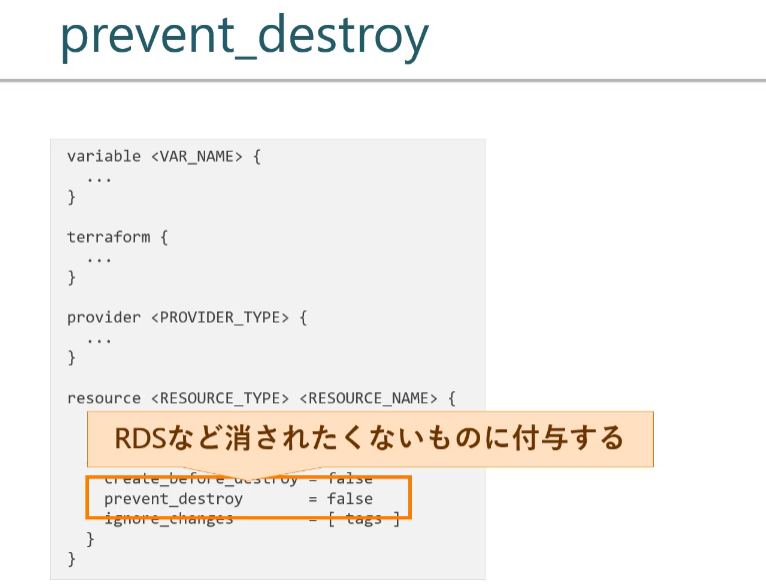 prevent_destroy
variable <VAR_NAME> {
...
}
terraform {
...
}
provider <PROVIDER_TYPE> {
...
}
resource <RESOURCE_TYPE> <RESOURCE_NAME> {
RDSなど消されたくないものに付与する
create_before_destroy = false
prevent_destroy = false
ignore_changes = [ tags ]
}
}